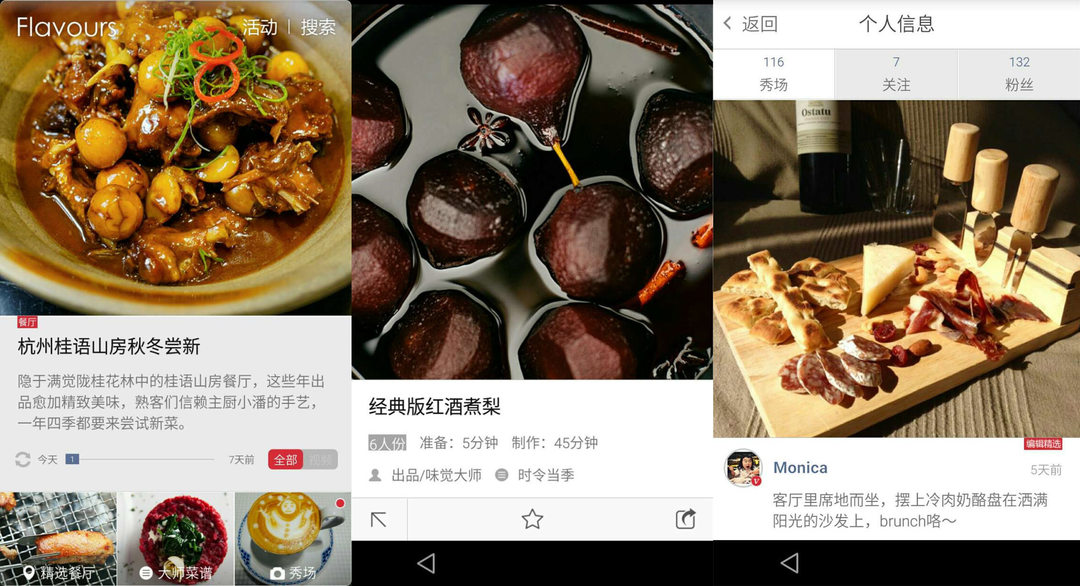 Flavours 活动 | 搜索
餐厅
杭州桂语山房秋冬尝新
隐于满觉陇桂花林中的桂语山房餐厅，这些年出
品愈加精致美味，熟客们信赖主厨小潘的手艺，
一年四季都要来尝试新菜。
今天 1 7天前 全部 视频
精选餐厅 大师菜谱 秀场
经典版红酒煮梨
6人份 准备：5分钟 制作：45分钟
出品/味觉大师 时令当季
返回 个人信息
116 7 132
秀场 关注 粉丝
Ostatu
编辑精选
Monica 5天前
客厅里席地而坐，摆上冷肉奶酪盘在洒满
阳光的沙发上，brunch咯～